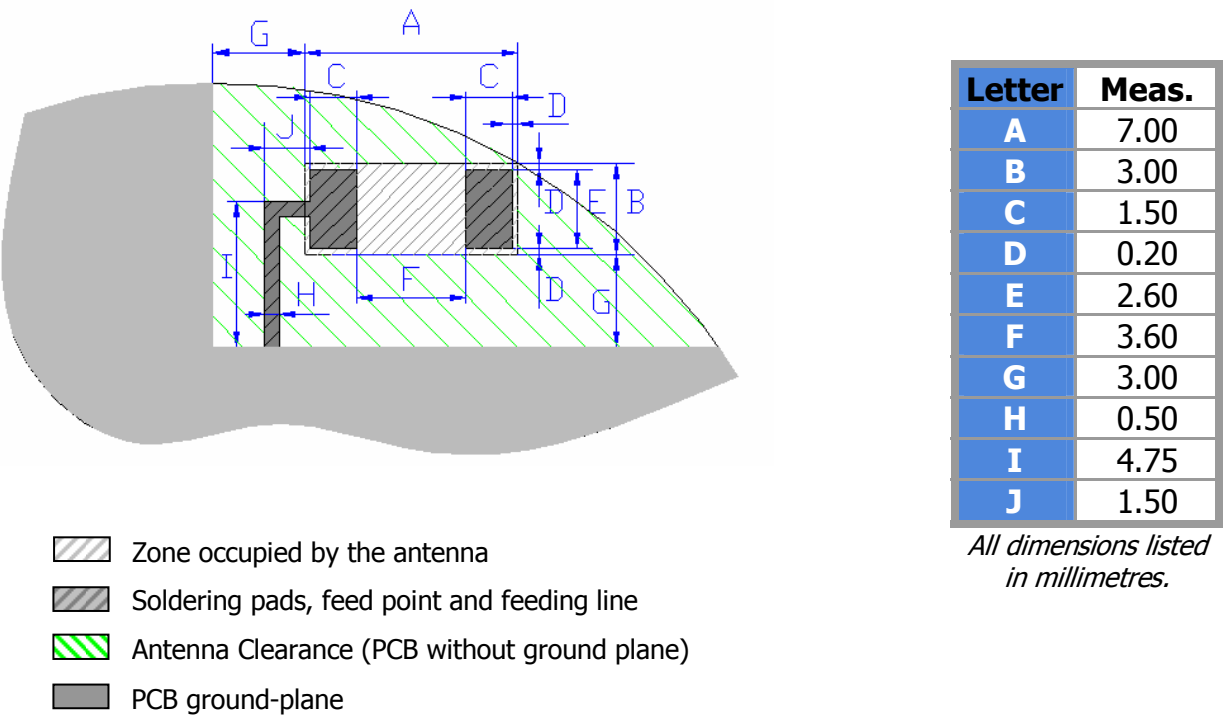 G A
C C
D
J
D E B
I H F D G
Letter Meas.
A 7.00
B 3.00
C 1.50
D 0.20
E 2.60
F 3.60
G 3.00
H 0.50
I 4.75
J 1.50
All dimensions listed
in millimetres.
Zone occupied by the antenna
Soldering pads, feed point and feeding line
Antenna Clearance (PCB without ground plane)
PCB ground-plane